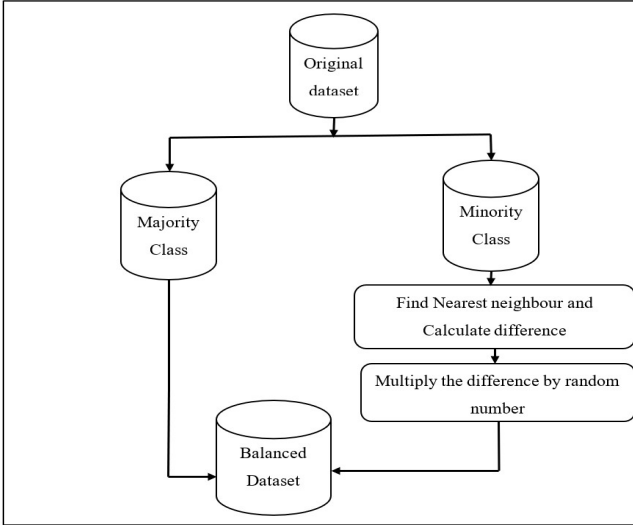 Original
dataset
Majority
Class
Minority
Class
Find Nearest neighbour and
Calculate difference
Multiply the difference by random
number
Balanced
Dataset